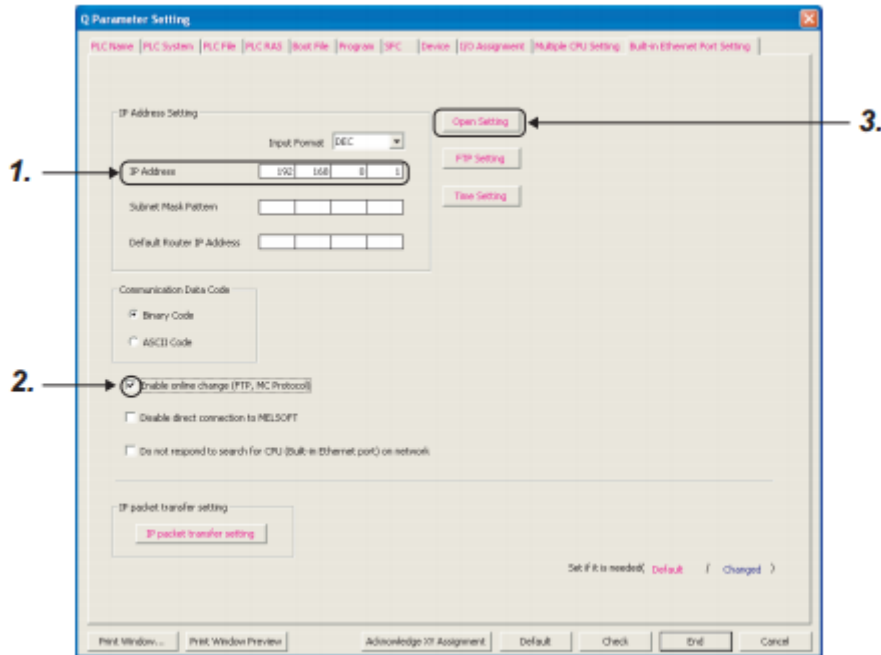 Q Parameter Setting
PLC Name PLC System PLC File PLC RAS Boot File Program SFC Device I/O Assignment Multiple CPU Setting Built-in Ethernet Port Setting
IP Address Setting
Open Setting
3.
Input Format DEC
FTP Setting
1.
IP Address 192 168 0 1
Time Setting
Subnet Mask Pattern
Default Router IP Address
Communication Data Code
Binary Code
ASCII Code
2.
Enable online change (FTP, MC Protocol)
Disable direct connection to MELSOFT
Do not respond to search for CPU (Built-in Ethernet port) on network
IP packet transfer setting
IP packet transfer setting
Set if it is needed( Default / Changed )
Print Window... Print Window Preview Acknowledge XY Assignment Default Check End Cancel